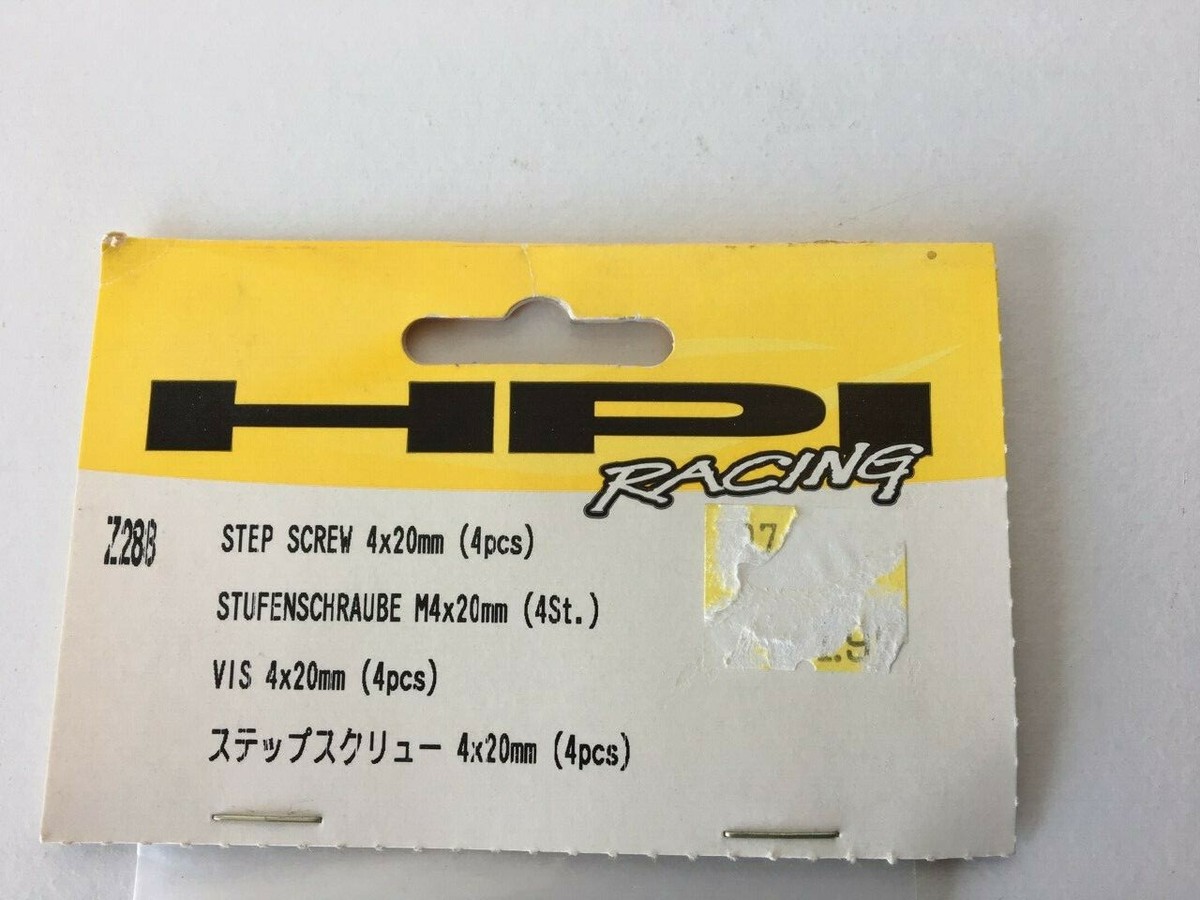 HPI
RACING
STEP SCREW 4x20mm (4pcs)
STUFENSCHRAUBE M4x20mm (4St.)
VIS 4x20mm (4pcs)
ステップスクリュー 4x20mm (4pcs)